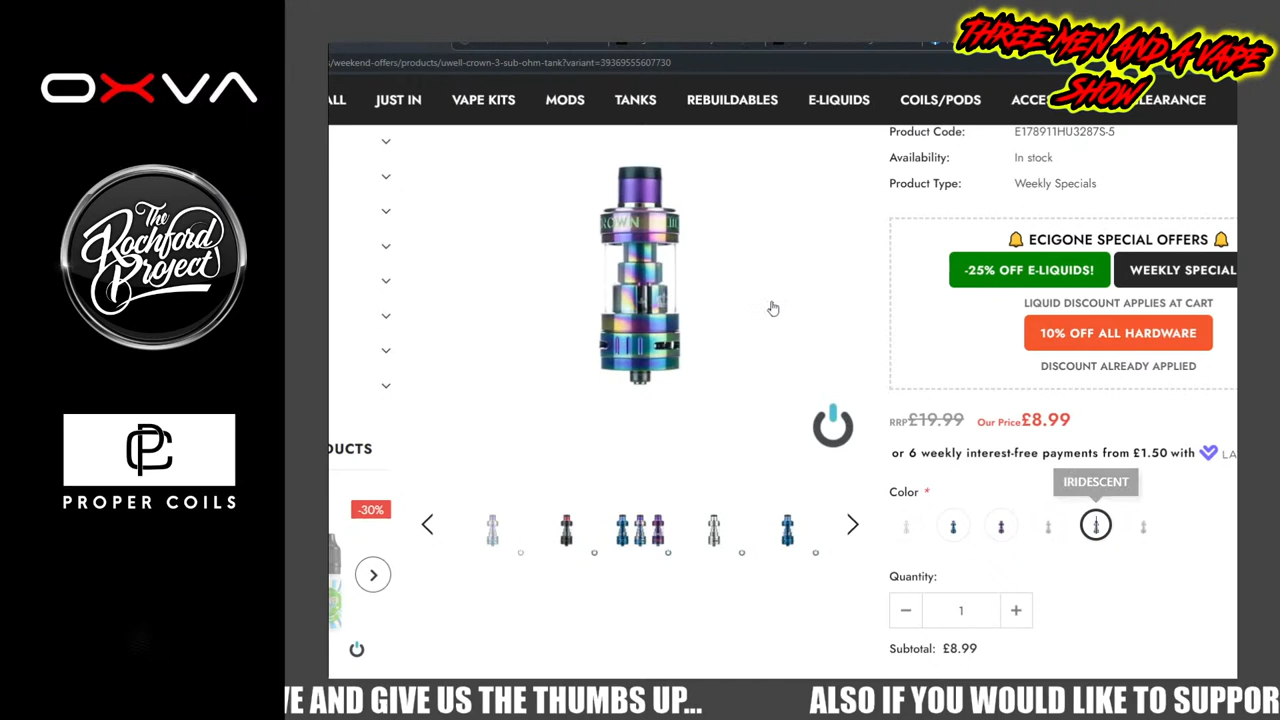 OXVA
The
Rochford
Project
PC
PROPER COILS
THREE MEN AND A VAPE
SHOW
/weekend-offers/products/uwell-crown-3-sub-ohm-tank?variant=39369555607730
ALL JUST IN VAPE KITS MODS TANKS REBUILDABLES E-LIQUIDS COILS/PODS ACCE LEARANCE
Product Code: E178911HU3287S-5
Availability: In stock
Product Type: Weekly Specials
ROWN
🔔 ECIGONE SPECIAL OFFERS 🔔
-25% OFF E-LIQUIDS! WEEKLY SPECIAL
LIQUID DISCOUNT APPLIES AT CART
10% OFF ALL HARDWARE
DISCOUNT ALREADY APPLIED
RRP£19.99 Our Price£8.99
or 6 weekly interest-free payments from £1.50 with LA
DUCTS
IRIDESCENT
Color *
-30%
Quantity:
− 1 +
Subtotal: £8.99
VE AND GIVE US THE THUMBS UP... ALSO IF YOU WOULD LIKE TO SUPPOR